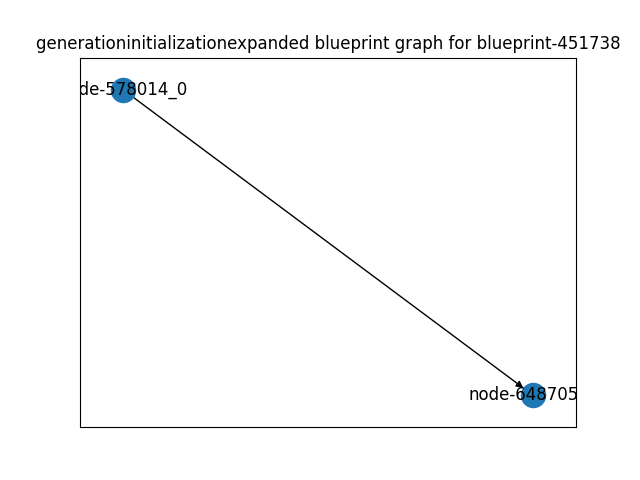 generationinitializationexpanded blueprint graph for blueprint-451738
de-578014_0
node-648705